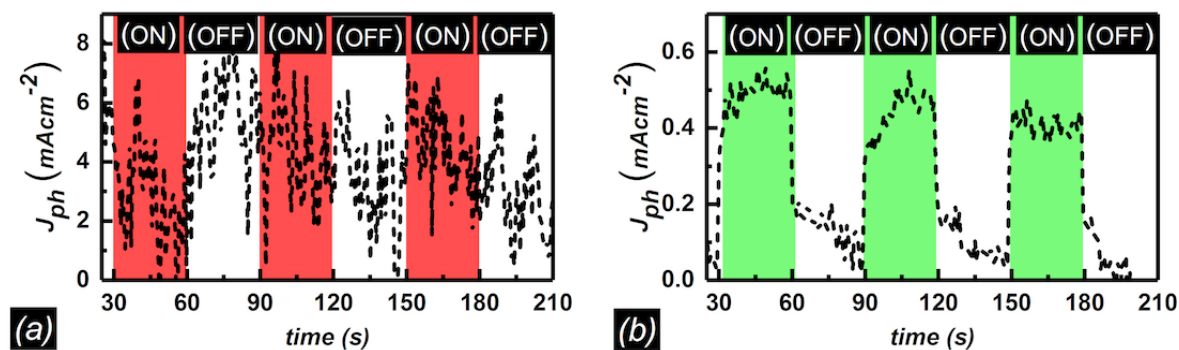 (ON) (OFF) (ON) (OFF) (ON) (OFF)
8
6
4
2
0
J_ph (mAcm^-2)
30 60 90 120 150 180 210
time (s)
(a)
(ON) (OFF) (ON) (OFF) (ON) (OFF)
0.6
0.4
0.2
0.0
J_ph (mAcm^-2)
30 60 90 120 150 180 210
time (s)
(b)